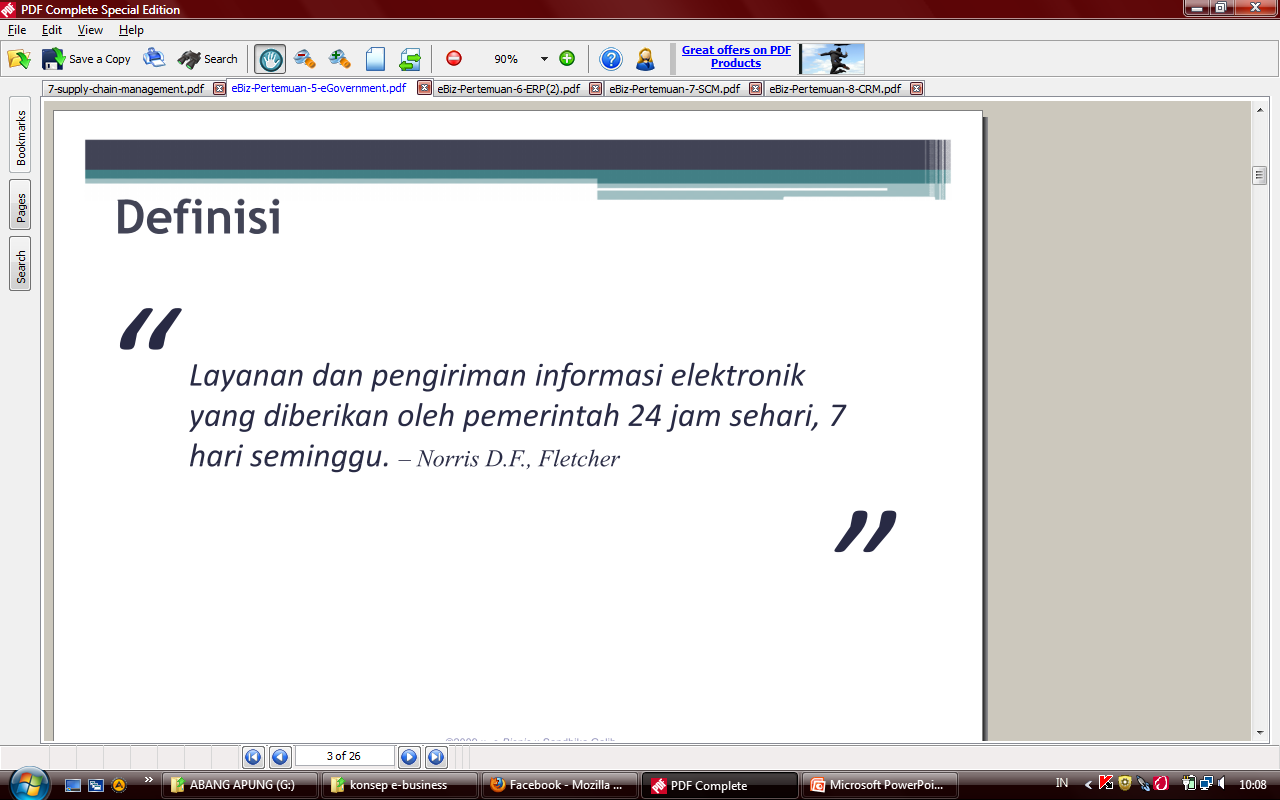 PDF Complete Special Edition
File Edit View Help
Save a Copy Search 90% Great offers on PDF
Products
7-supply-chain-management.pdf eBiz-Pertemuan-5-eGovernment.pdf eBiz-Pertemuan-6-ERP(2).pdf eBiz-Pertemuan-7-SCM.pdf eBiz-Pertemuan-8-CRM.pdf
Bookmarks
Pages
Search
Definisi
“
Layanan dan pengiriman informasi elektronik
yang diberikan oleh pemerintah 24 jam sehari, 7
hari seminggu. – Norris D.F., Fletcher
”
3 of 26
ABANG APUNG (G:) konsep e-business Facebook - Mozilla ... PDF Complete Microsoft PowerPoi... IN 10:08